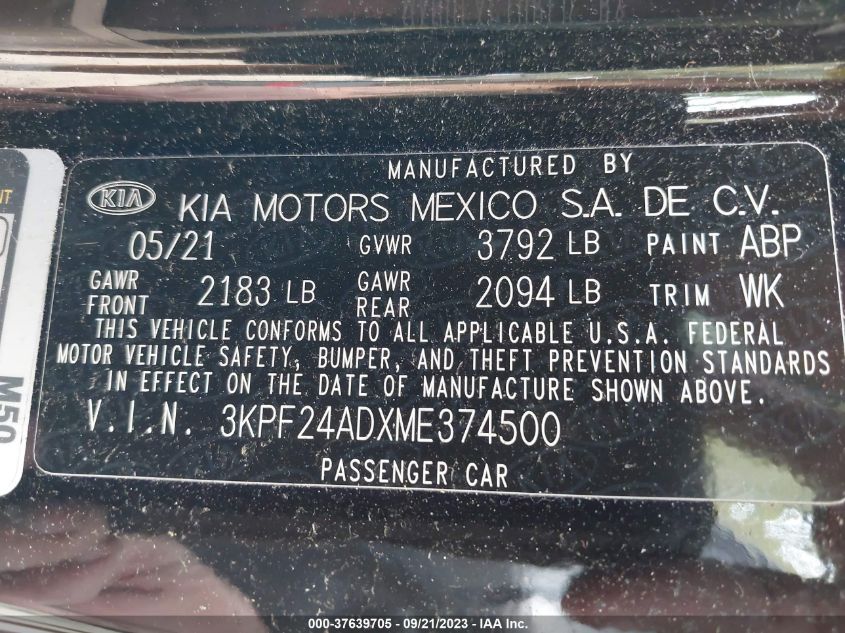 MANUFACTURED BY
KIA KIA MOTORS MEXICO S.A. DE C.V.
05/21 GVWR 3792 LB PAINT ABP
GAWR FRONT 2183 LB GAWR REAR 2094 LB TRIM WK
THIS VEHICLE CONFORMS TO ALL APPLICABLE U.S.A. FEDERAL
MOTOR VEHICLE SAFETY, BUMPER, AND THEFT PREVENTION STANDARDS
IN EFFECT ON THE DATE OF MANUFACTURE SHOWN ABOVE.
V.I.N. 3KPF24ADXME374500
PASSENGER CAR
M50
000-37639705 - 09/21/2023 - IAA Inc.